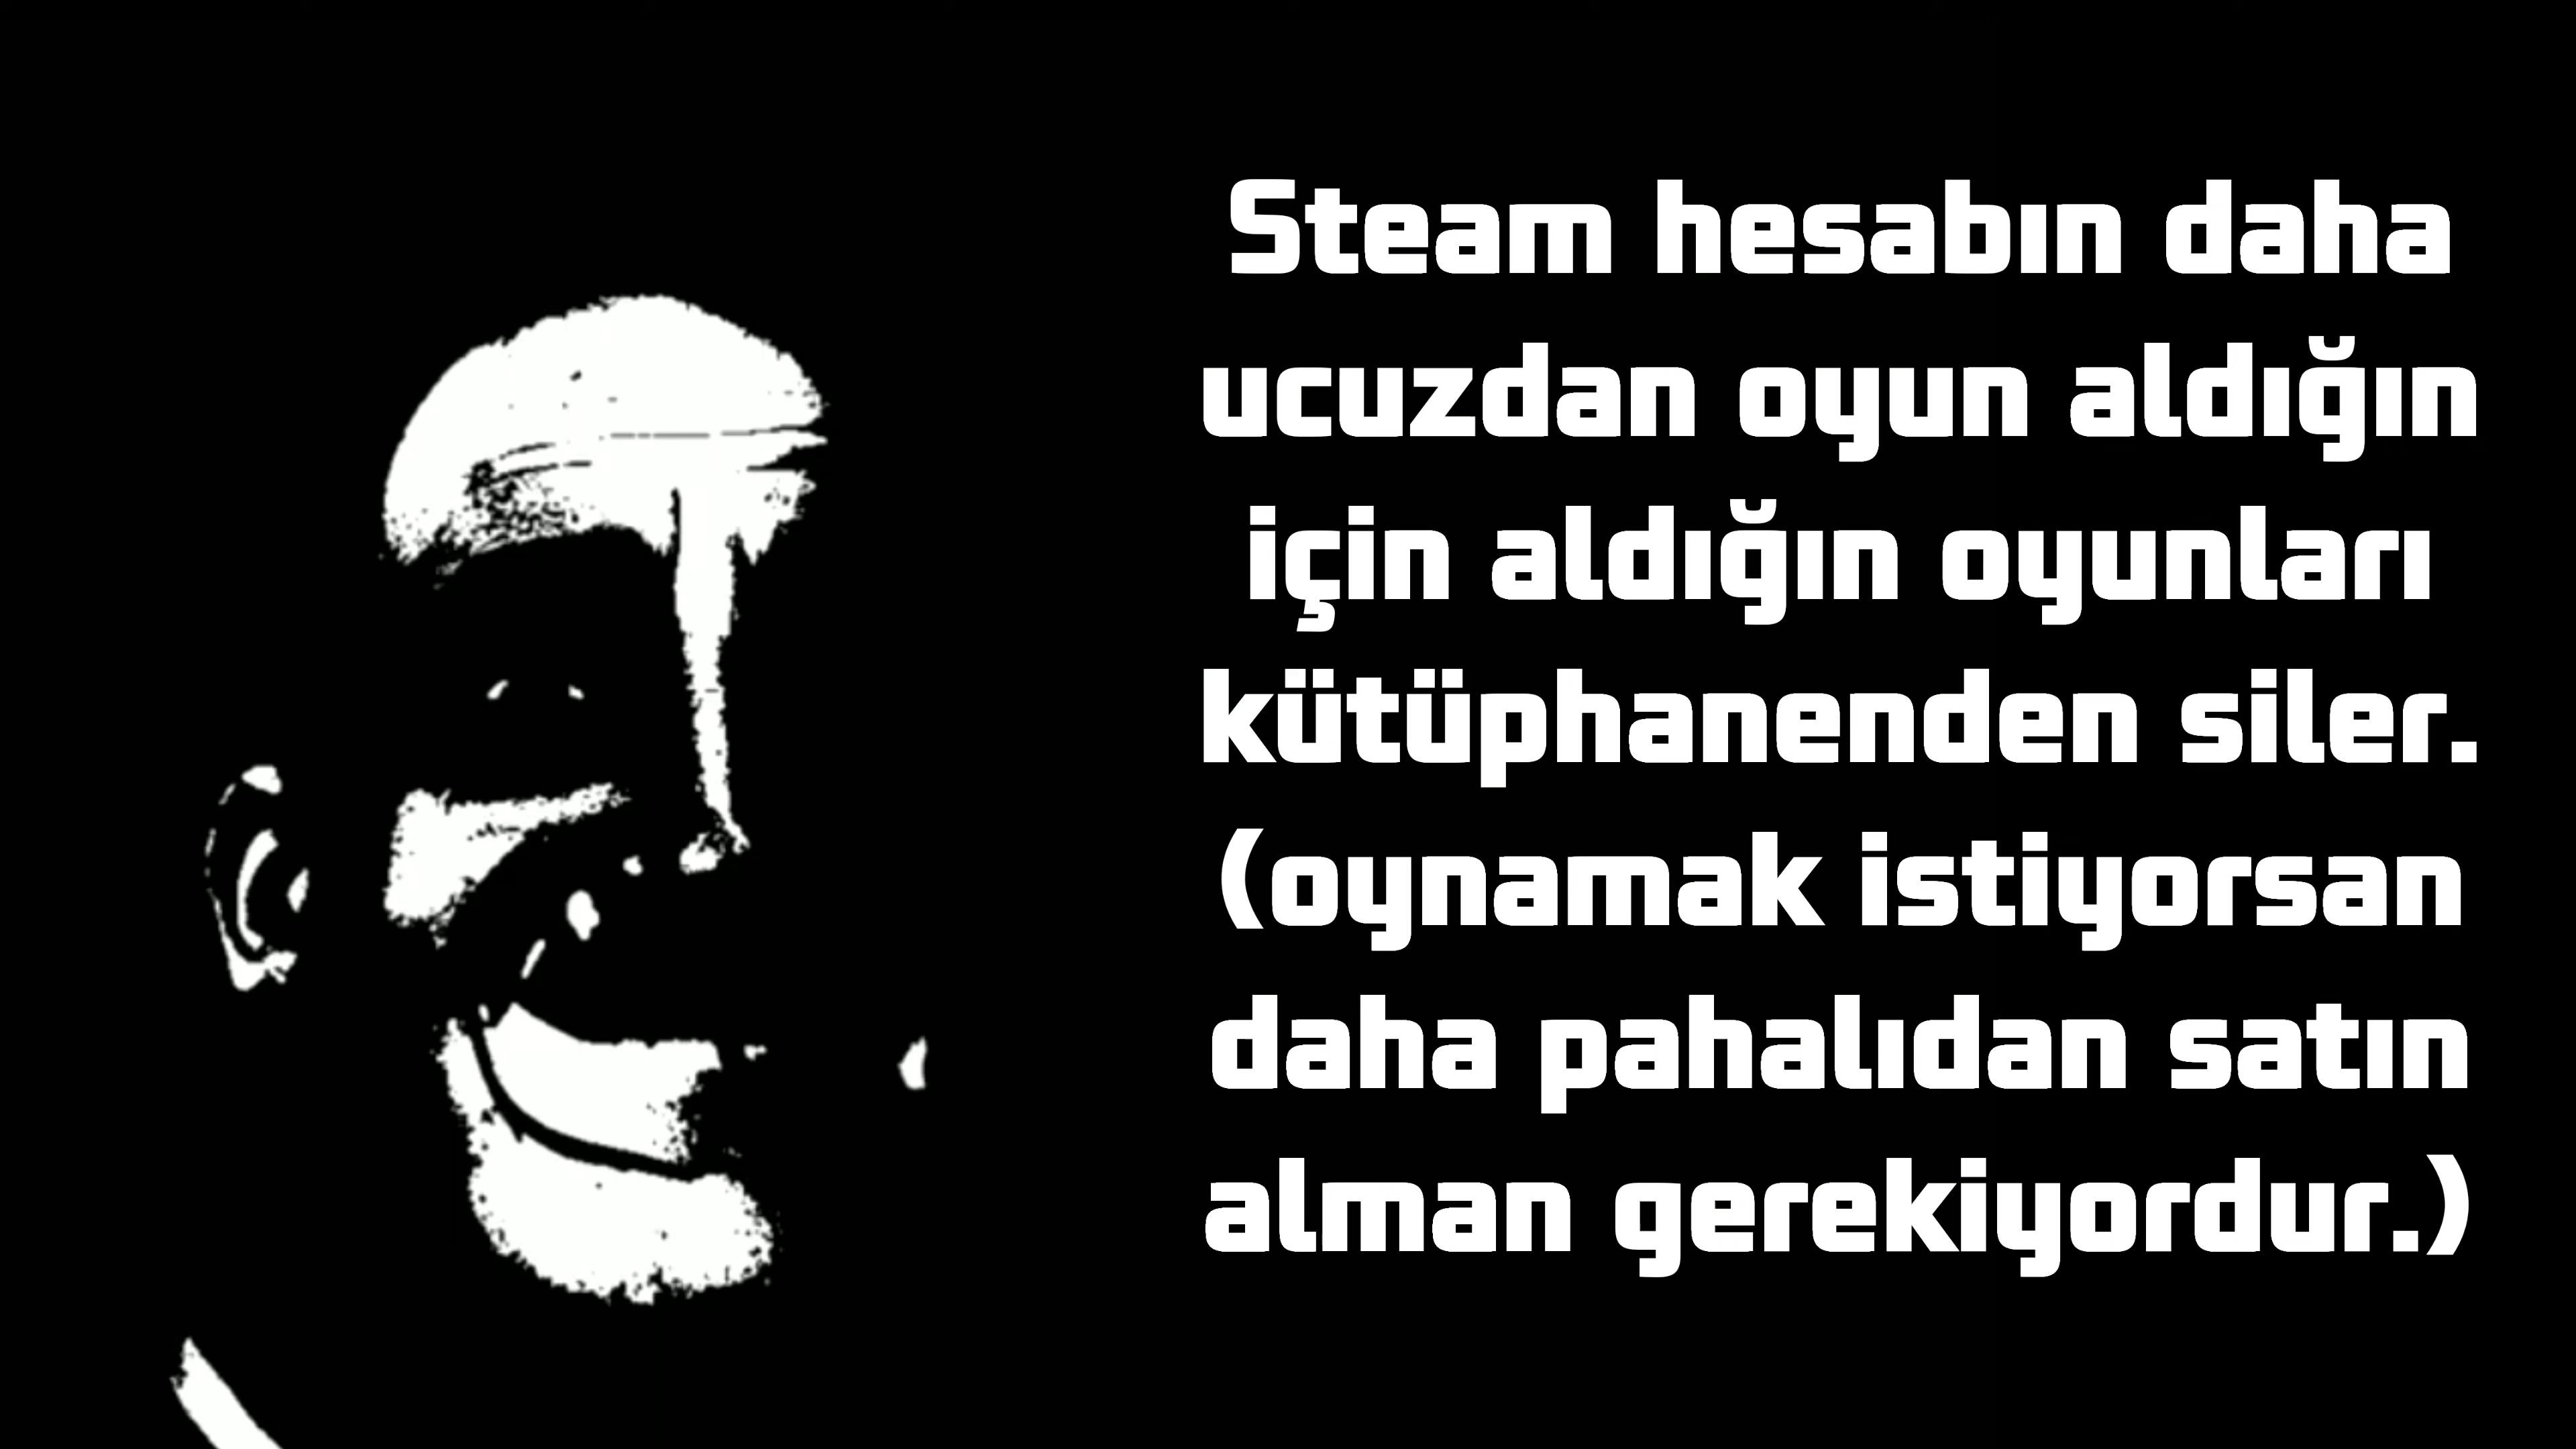 Steam hesabın daha
ucuzdan oyun aldığın
için aldığın oyunları
kütüphanenden siler.
(oynamak istiyorsan
daha pahalıdan satın
alman gerekiyordur.)